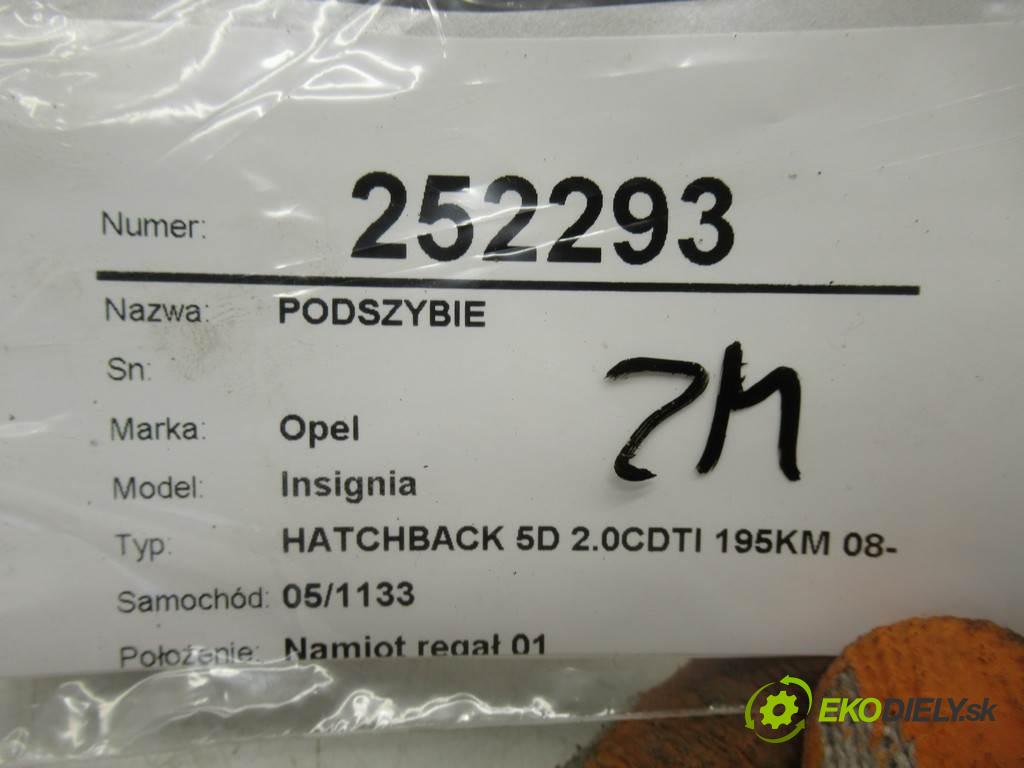 Numer: 252293
Nazwa: PODSZYBIE
Sn:
Marka: Opel
Model: Insignia
Typ: HATCHBACK 5D 2.0CDTI 195KM 08-
Samochód: 05/1133
Położenie: Namiot regał 01
EKODIELY.sk